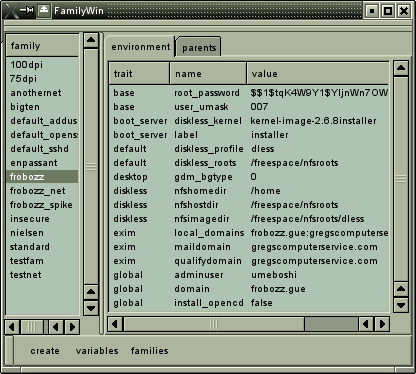 FamilyWin
family
100dpi
75dpi
anothernet
bigten
default_addus
default_openss
default_sshd
enpassant
frobozz
frobozz_net
frobozz_spike
insecure
nielsen
standard
testfam
testnet
environment parents
trait name value
base root_password
base user_umask 007
boot_server diskless_kernel kernel-image-2.6.8installer
boot_server label installer
default diskless_profile dless
default diskless_roots /freespace/nfsroots
desktop gdm_bgtype 0
diskless nfshomedir /home
diskless nfshostdir /freespace/nfsroots
diskless nfsimagedir /freespace/nfsroots/dless
exim local_domains frobozz.gue:gregscomputerse
exim maildomain gregscomputerservice.com
exim qualifydomain gregscomputerservice.com
global adminuser umeboshi
global domain frobozz.gue
global install_opencd false
create variables families